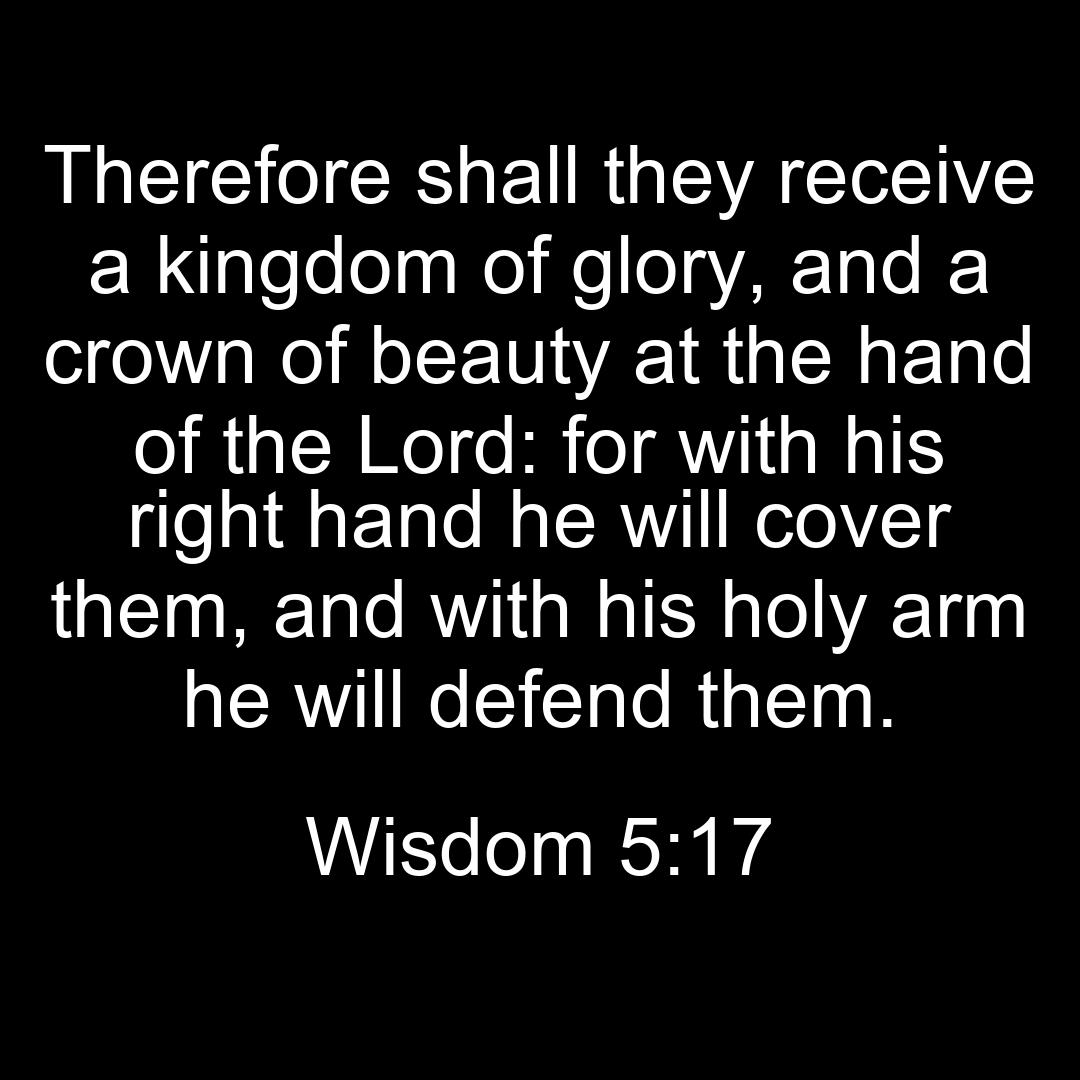 Therefore shall they receive
a kingdom of glory, and a
crown of beauty at the hand
of the Lord: for with his
right hand he will cover
them, and with his holy arm
he will defend them.
Wisdom 5:17